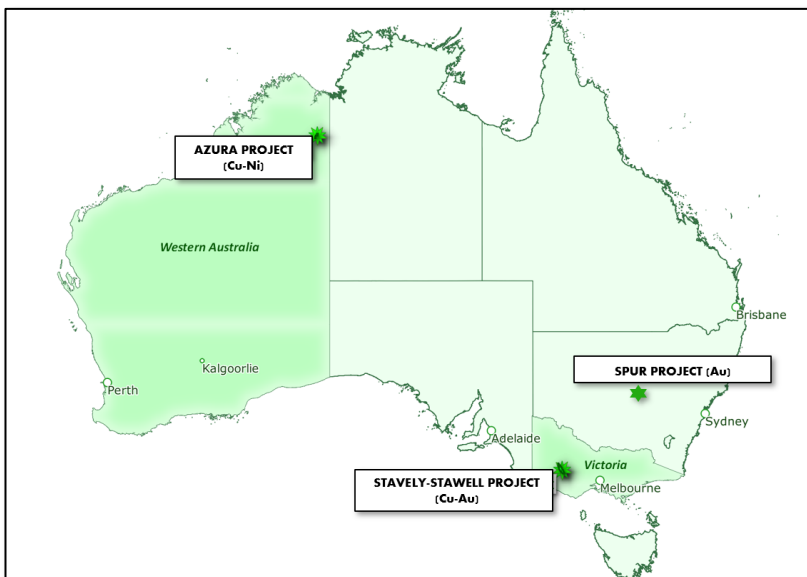 AZURA PROJECT
(Cu-Ni)
Western Australia
Brisbane
Kalgoorlie
SPUR PROJECT (Au)
Perth
Sydney
Adelaide
Victoria
STAVELY-STAWELL PROJECT
(Cu-Au)
Melbourne